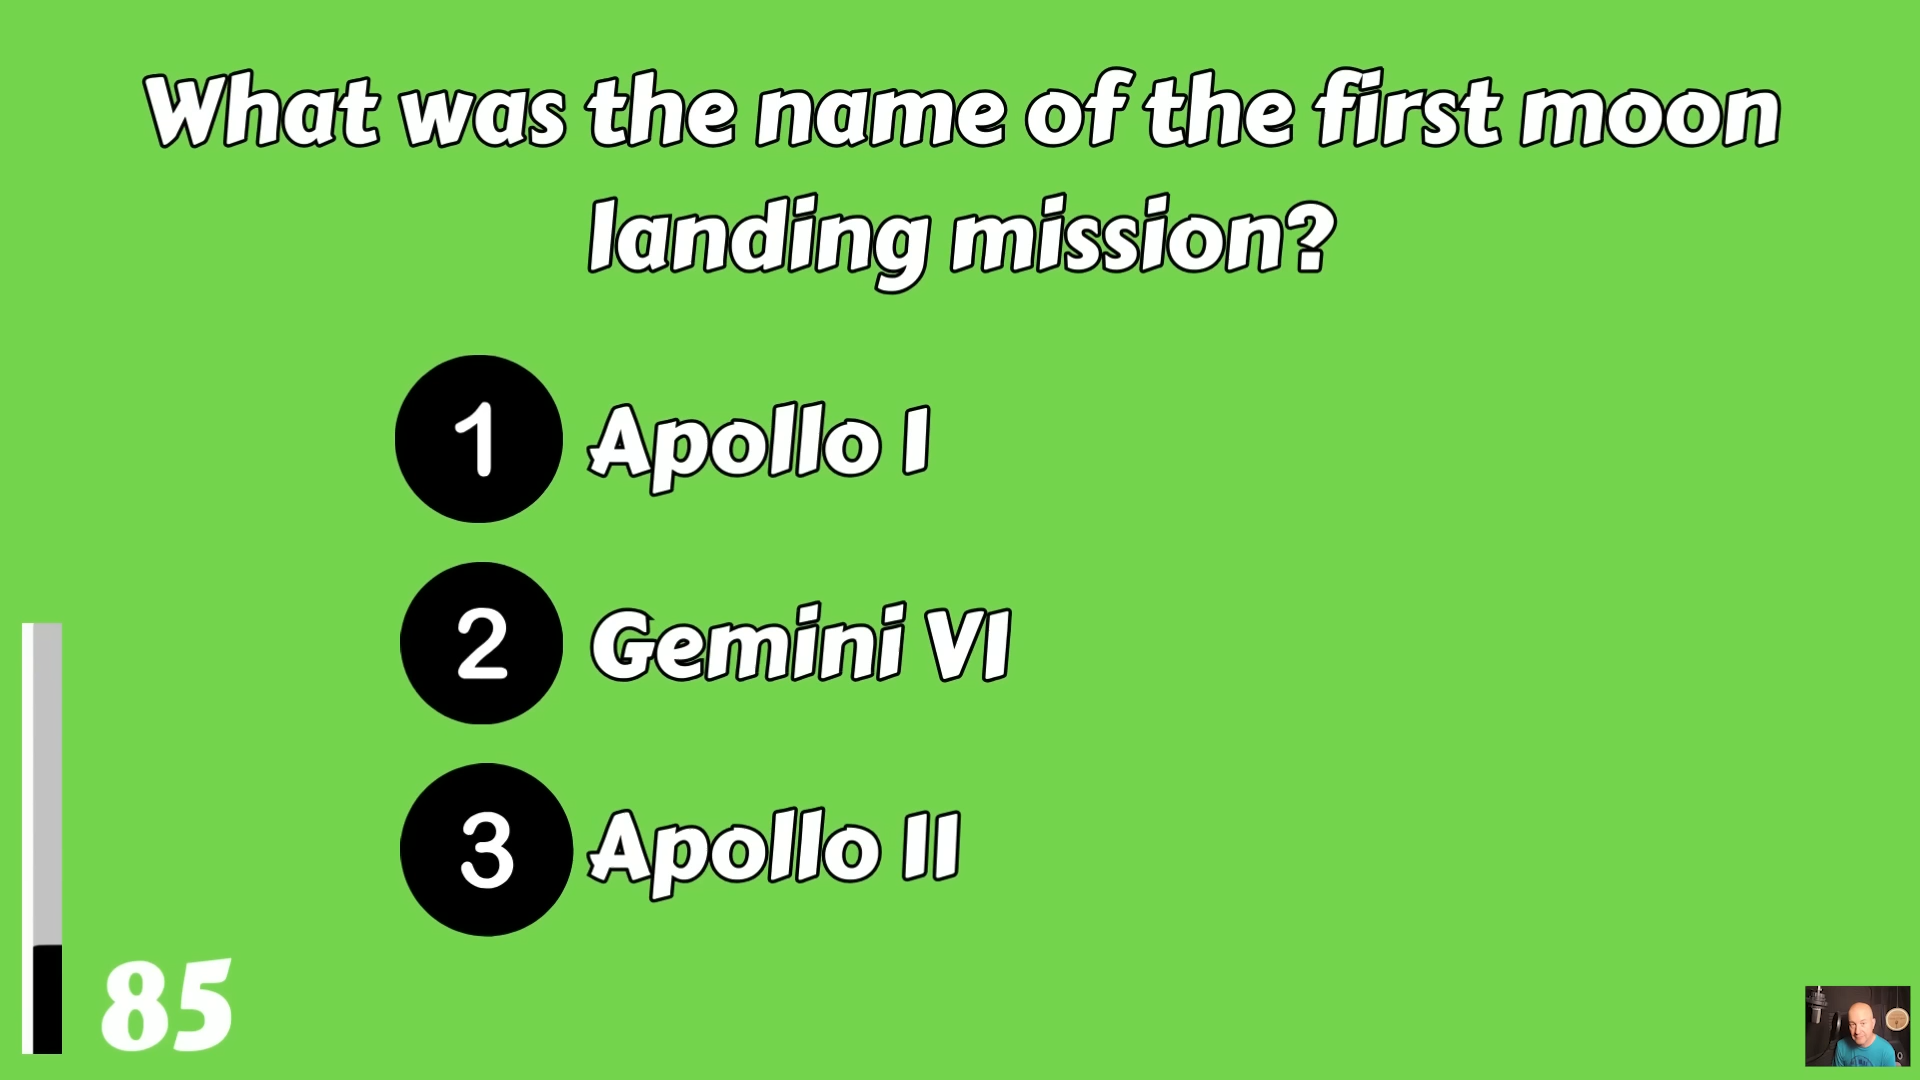 What was the name of the first moon
landing mission?
1 Apollo I
2 Gemini VI
3 Apollo II
85